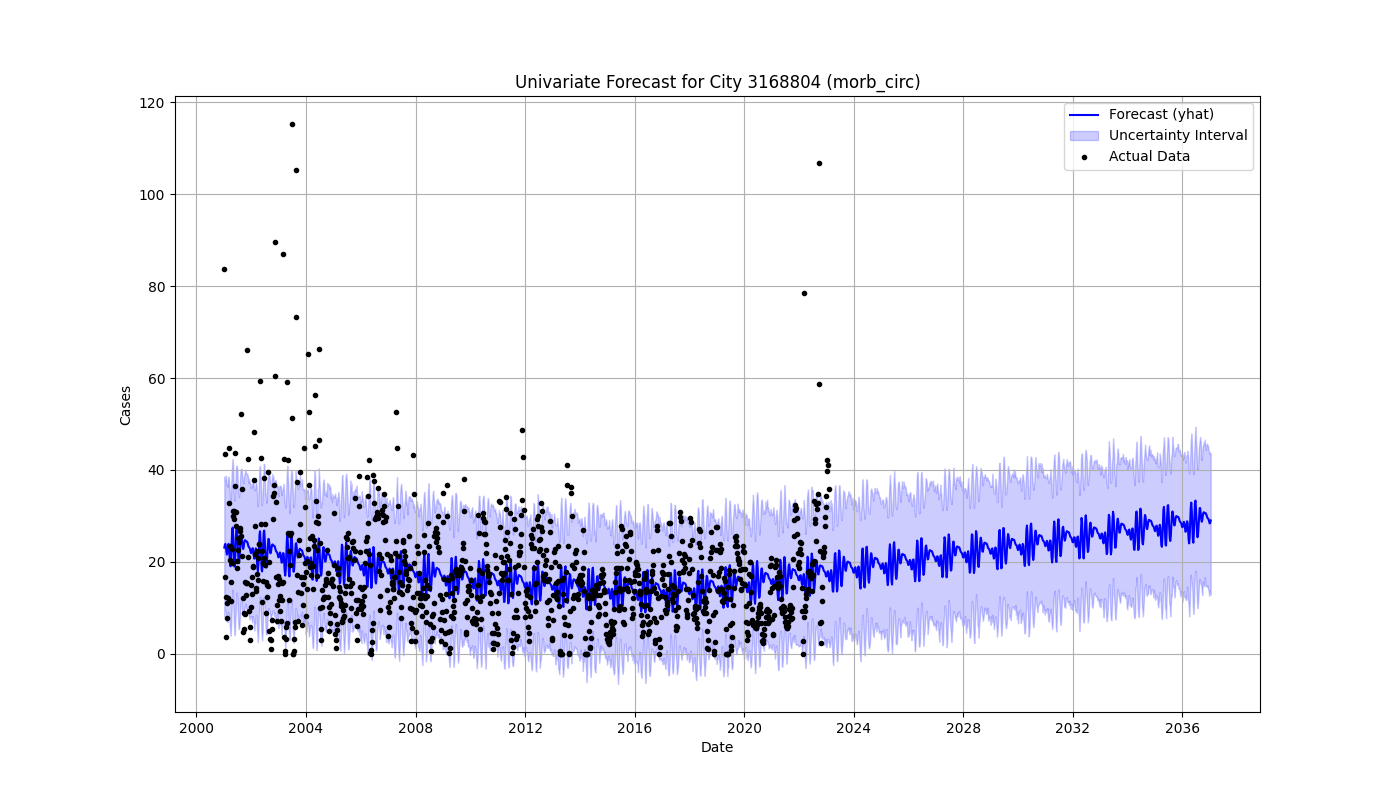 Univariate Forecast for City 3168804 (morb_circ)
Forecast (yhat)
Uncertainty Interval
Actual Data
Cases
120
100
80
60
40
20
0
2000 2004 2008 2012 2016 2020 2024 2028 2032 2036
Date